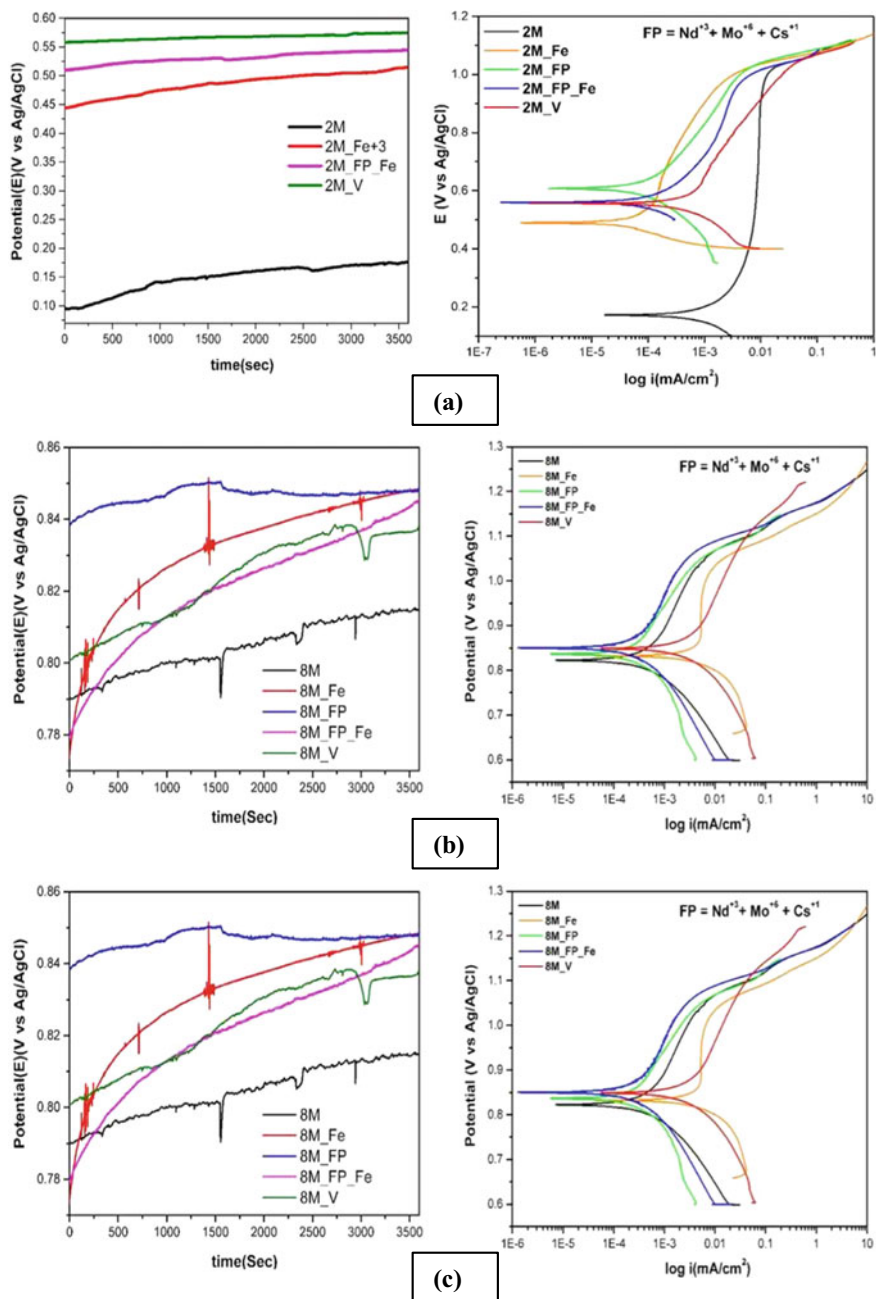 0.60
0.55
0.50
0.45
0.40
0.35
0.30
0.25
0.20
0.15
0.10
Potential(E)(V vs Ag/AgCl)
2M
2M_Fe+3
2M_FP_Fe
2M_V
0 500 1000 1500 2000 2500 3000 3500
time(sec)
1.2
1.0
0.8
0.6
0.4
0.2
E (V vs Ag/AgCl)
2M
2M_Fe
2M_FP
2M_FP_Fe
2M_V
FP = Nd+3+ Mo+6 + Cs+1
1E-7 1E-6 1E-5 1E-4 1E-3 0.01 0.1 1
log i(mA/cm2)
(a)
0.86
0.84
0.82
0.80
0.78
Potential(E)(V vs Ag/AgCl)
8M
8M_Fe
8M_FP
8M_FP_Fe
8M_V
0 500 1000 1500 2000 2500 3000 3500
time(Sec)
1.3
1.2
1.1
1.0
0.9
0.8
0.7
0.6
Potential (V vs Ag/AgCl)
8M
8M_Fe
8M_FP
8M_FP_Fe
8M_V
FP = Nd+3+ Mo+6 + Cs+1
1E-6 1E-5 1E-4 1E-3 0.01 0.1 1 10
log i(mA/cm2)
(b)
0.86
0.84
0.82
0.80
0.78
Potential(E)(V vs Ag/AgCl)
8M
8M_Fe
8M_FP
8M_FP_Fe
8M_V
0 500 1000 1500 2000 2500 3000 3500
time(Sec)
1.3
1.2
1.1
1.0
0.9
0.8
0.7
0.6
Potential (V vs Ag/AgCl)
8M
8M_Fe
8M_FP
8M_FP_Fe
8M_V
FP = Nd+3+ Mo+6 + Cs+1
1E-6 1E-5 1E-4 1E-3 0.01 0.1 1 10
log i(mA/cm2)
(c)